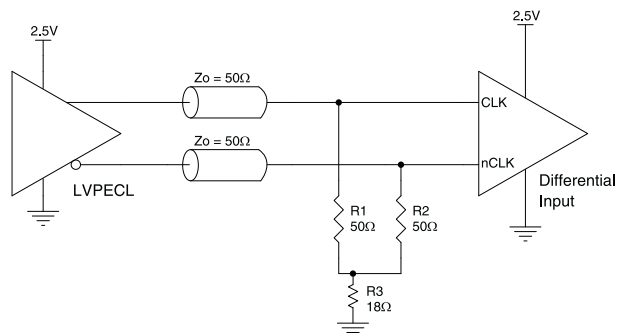 2.5V
2.5V
Zo = 50Ω
CLK
Zo = 50Ω
nCLK
LVPECL
Differential
Input
R1
50Ω
R2
50Ω
R3
18Ω